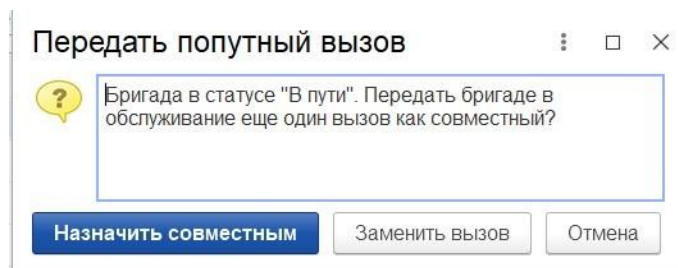 Передать попутный вызов
Бригада в статусе "В пути". Передать бригаде в
обслуживание еще один вызов как совместный?
Назначить совместным
Заменить вызов
Отмена